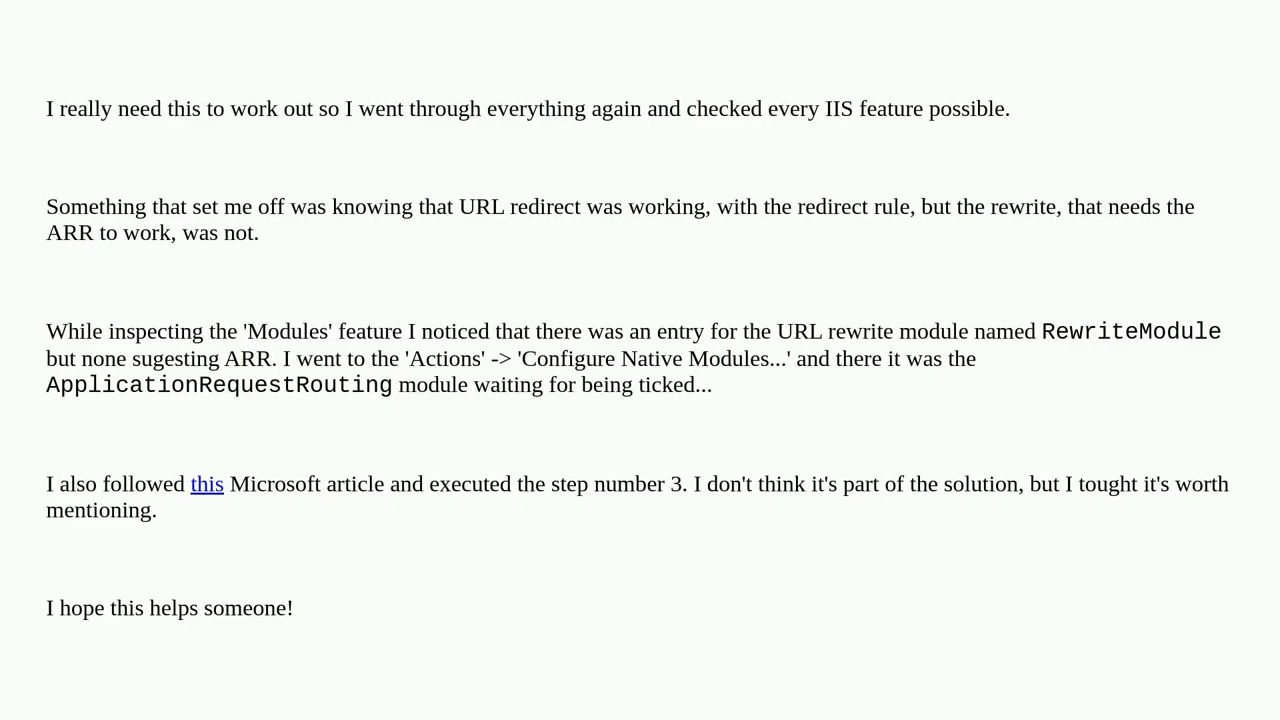 I really need this to work out so I went through everything again and checked every IIS feature possible.
Something that set me off was knowing that URL redirect was working, with the redirect rule, but the rewrite, that needs the
ARR to work, was not.
While inspecting the 'Modules' feature I noticed that there was an entry for the URL rewrite module named RewriteModule
but none sugesting ARR. I went to the 'Actions' -> 'Configure Native Modules...' and there it was the
ApplicationRequestRouting module waiting for being ticked...
I also followed this Microsoft article and executed the step number 3. I don't think it's part of the solution, but I tought it's worth
mentioning.
I hope this helps someone!